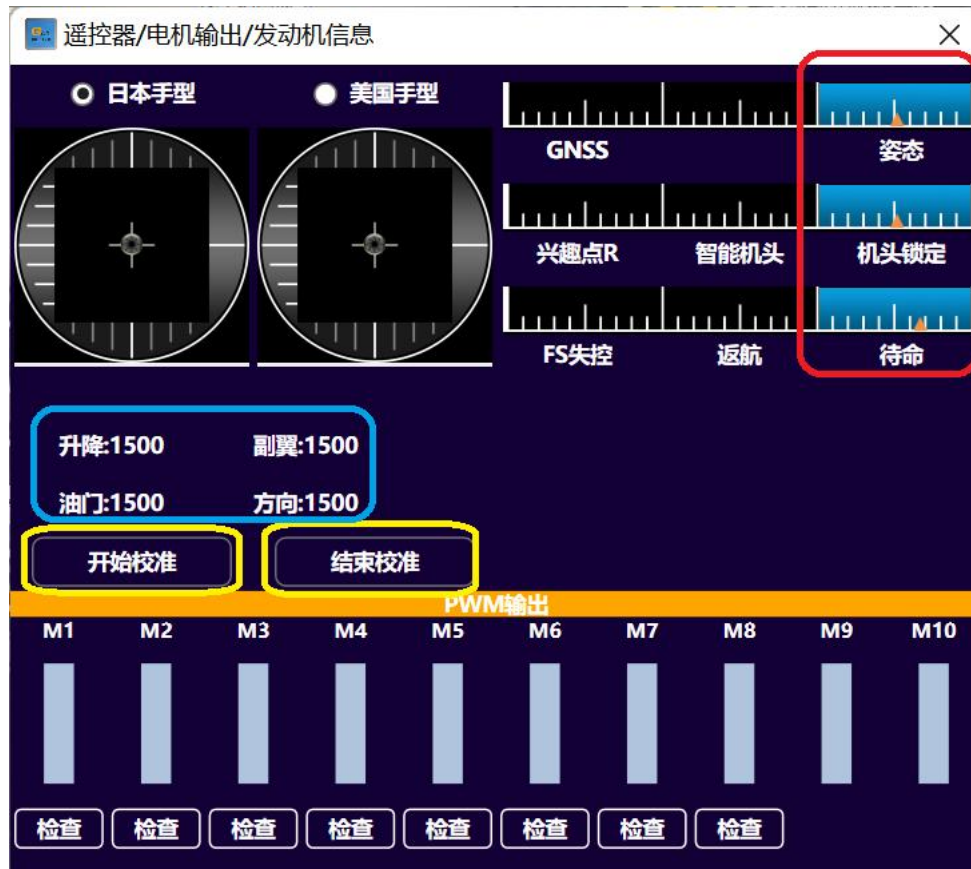 遥控器/电机输出/发动机信息
日本手型 美国手型
GNSS 姿态
兴趣点R 智能机头 机头锁定
FS失控 返航 待命
升降:1500 副翼:1500
油门:1500 方向:1500
开始校准 结束校准
PWM输出
M1 M2 M3 M4 M5 M6 M7 M8 M9 M10
检查 检查 检查 检查 检查 检查 检查 检查